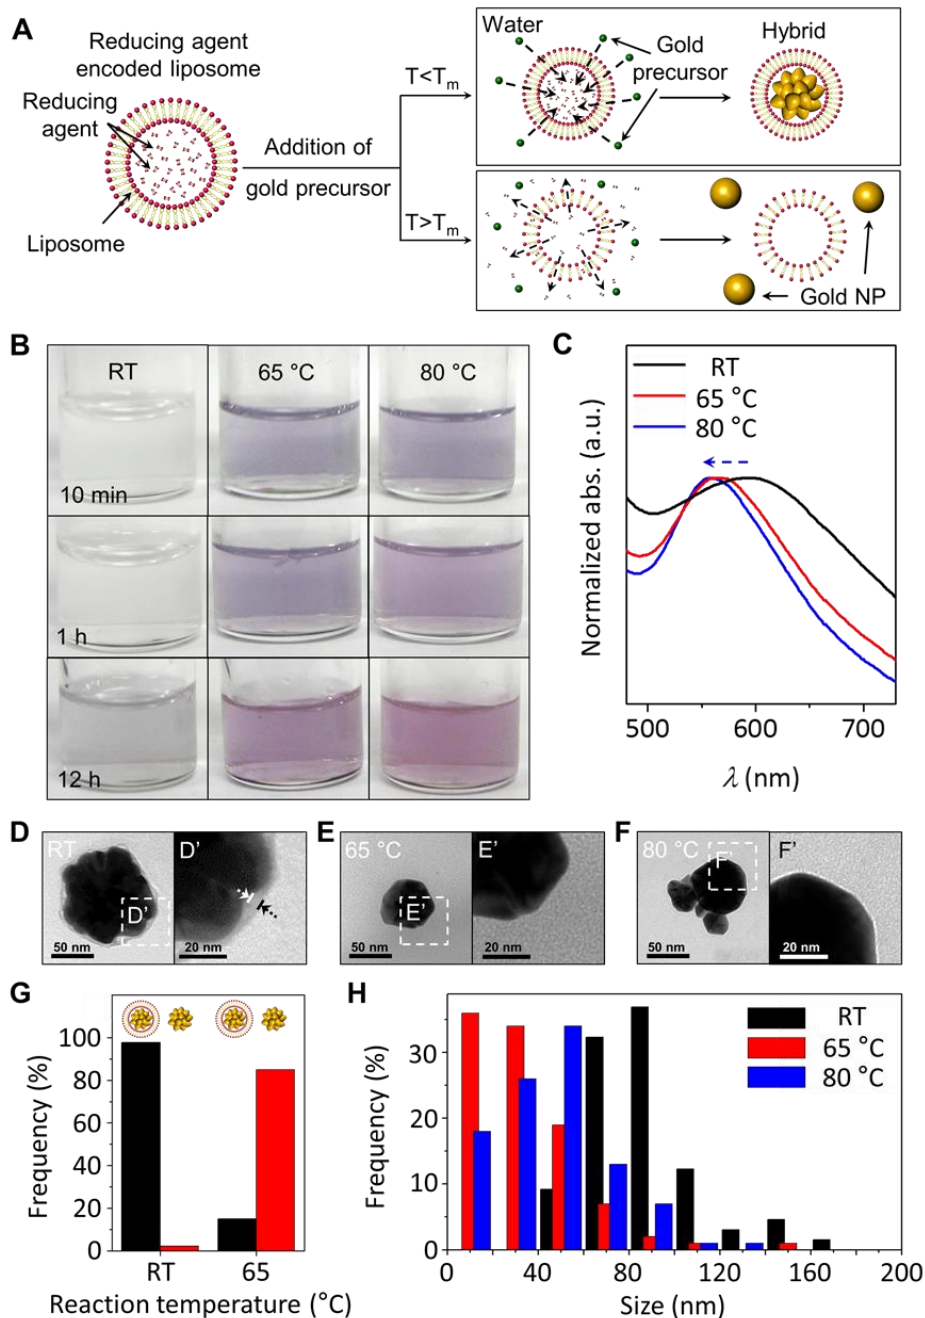 A
Reducing agent
encoded liposome
Reducing
agent
Liposome
Addition of
gold precursor
T<Tm
T>Tm
Water
Gold
precursor
Hybrid
Gold NP
B
RT
65 °C
80 °C
10 min
1 h
12 h
C
RT
65 °C
80 °C
Normalized abs. (a.u.)
500
600
700
λ (nm)
D
RT
D'
50 nm
D'
20 nm
E
65 °C
E'
50 nm
E'
20 nm
F
80 °C
F'
50 nm
F'
20 nm
G
Frequency (%)
100
80
60
40
20
0
RT
65
Reaction temperature (°C)
H
RT
65 °C
80 °C
Frequency (%)
30
20
10
0
0
40
80
120
160
200
Size (nm)